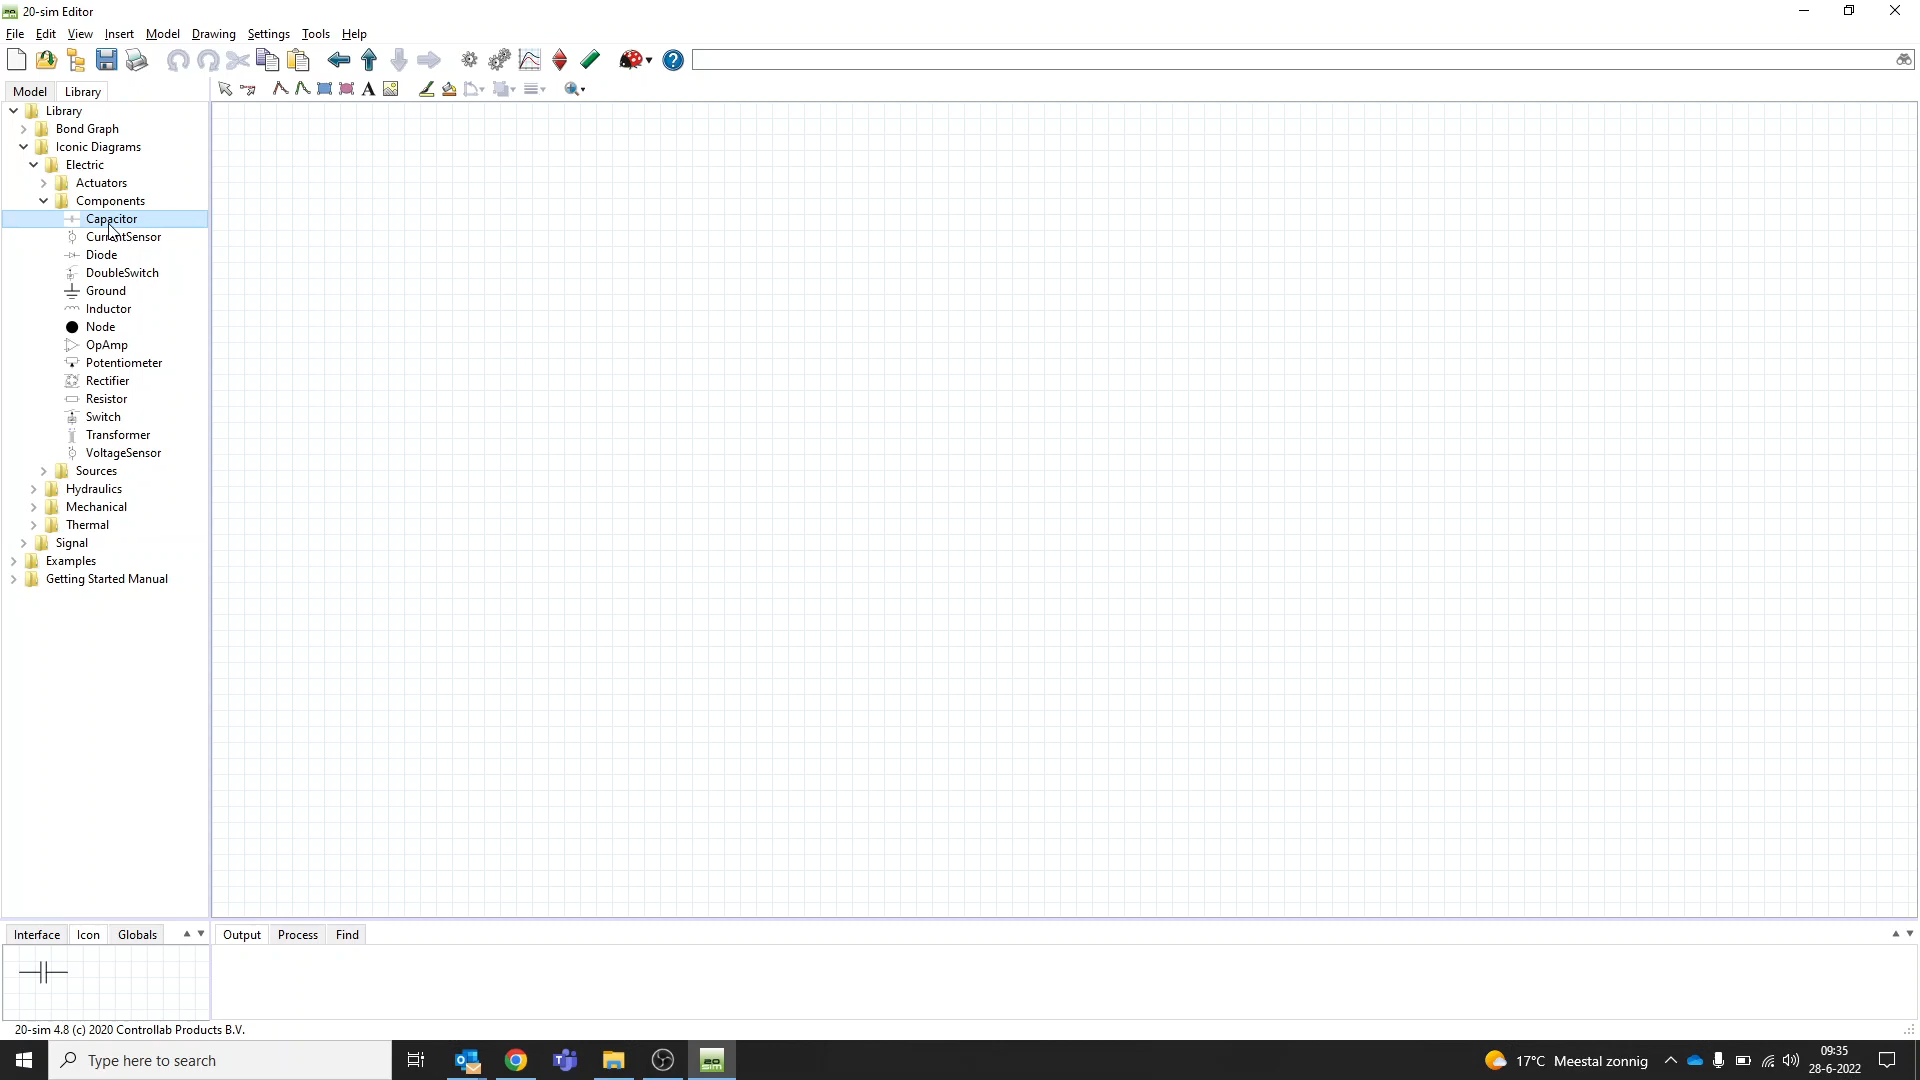 20-sim Editor
File Edit View Insert Model Drawing Settings Tools Help
Model Library
Library
Bond Graph
Iconic Diagrams
Electric
Actuators
Components
Capacitor
CurrentSensor
Diode
DoubleSwitch
Ground
Inductor
Node
OpAmp
Potentiometer
Rectifier
Resistor
Switch
Transformer
VoltageSensor
Sources
Hydraulics
Mechanical
Thermal
Signal
Examples
Getting Started Manual
Interface Icon Globals
Output Process Find
20-sim 4.8 (c) 2020 Controllab Products B.V.
Type here to search
17°C Meestal zonnig
09:35
28-6-2022